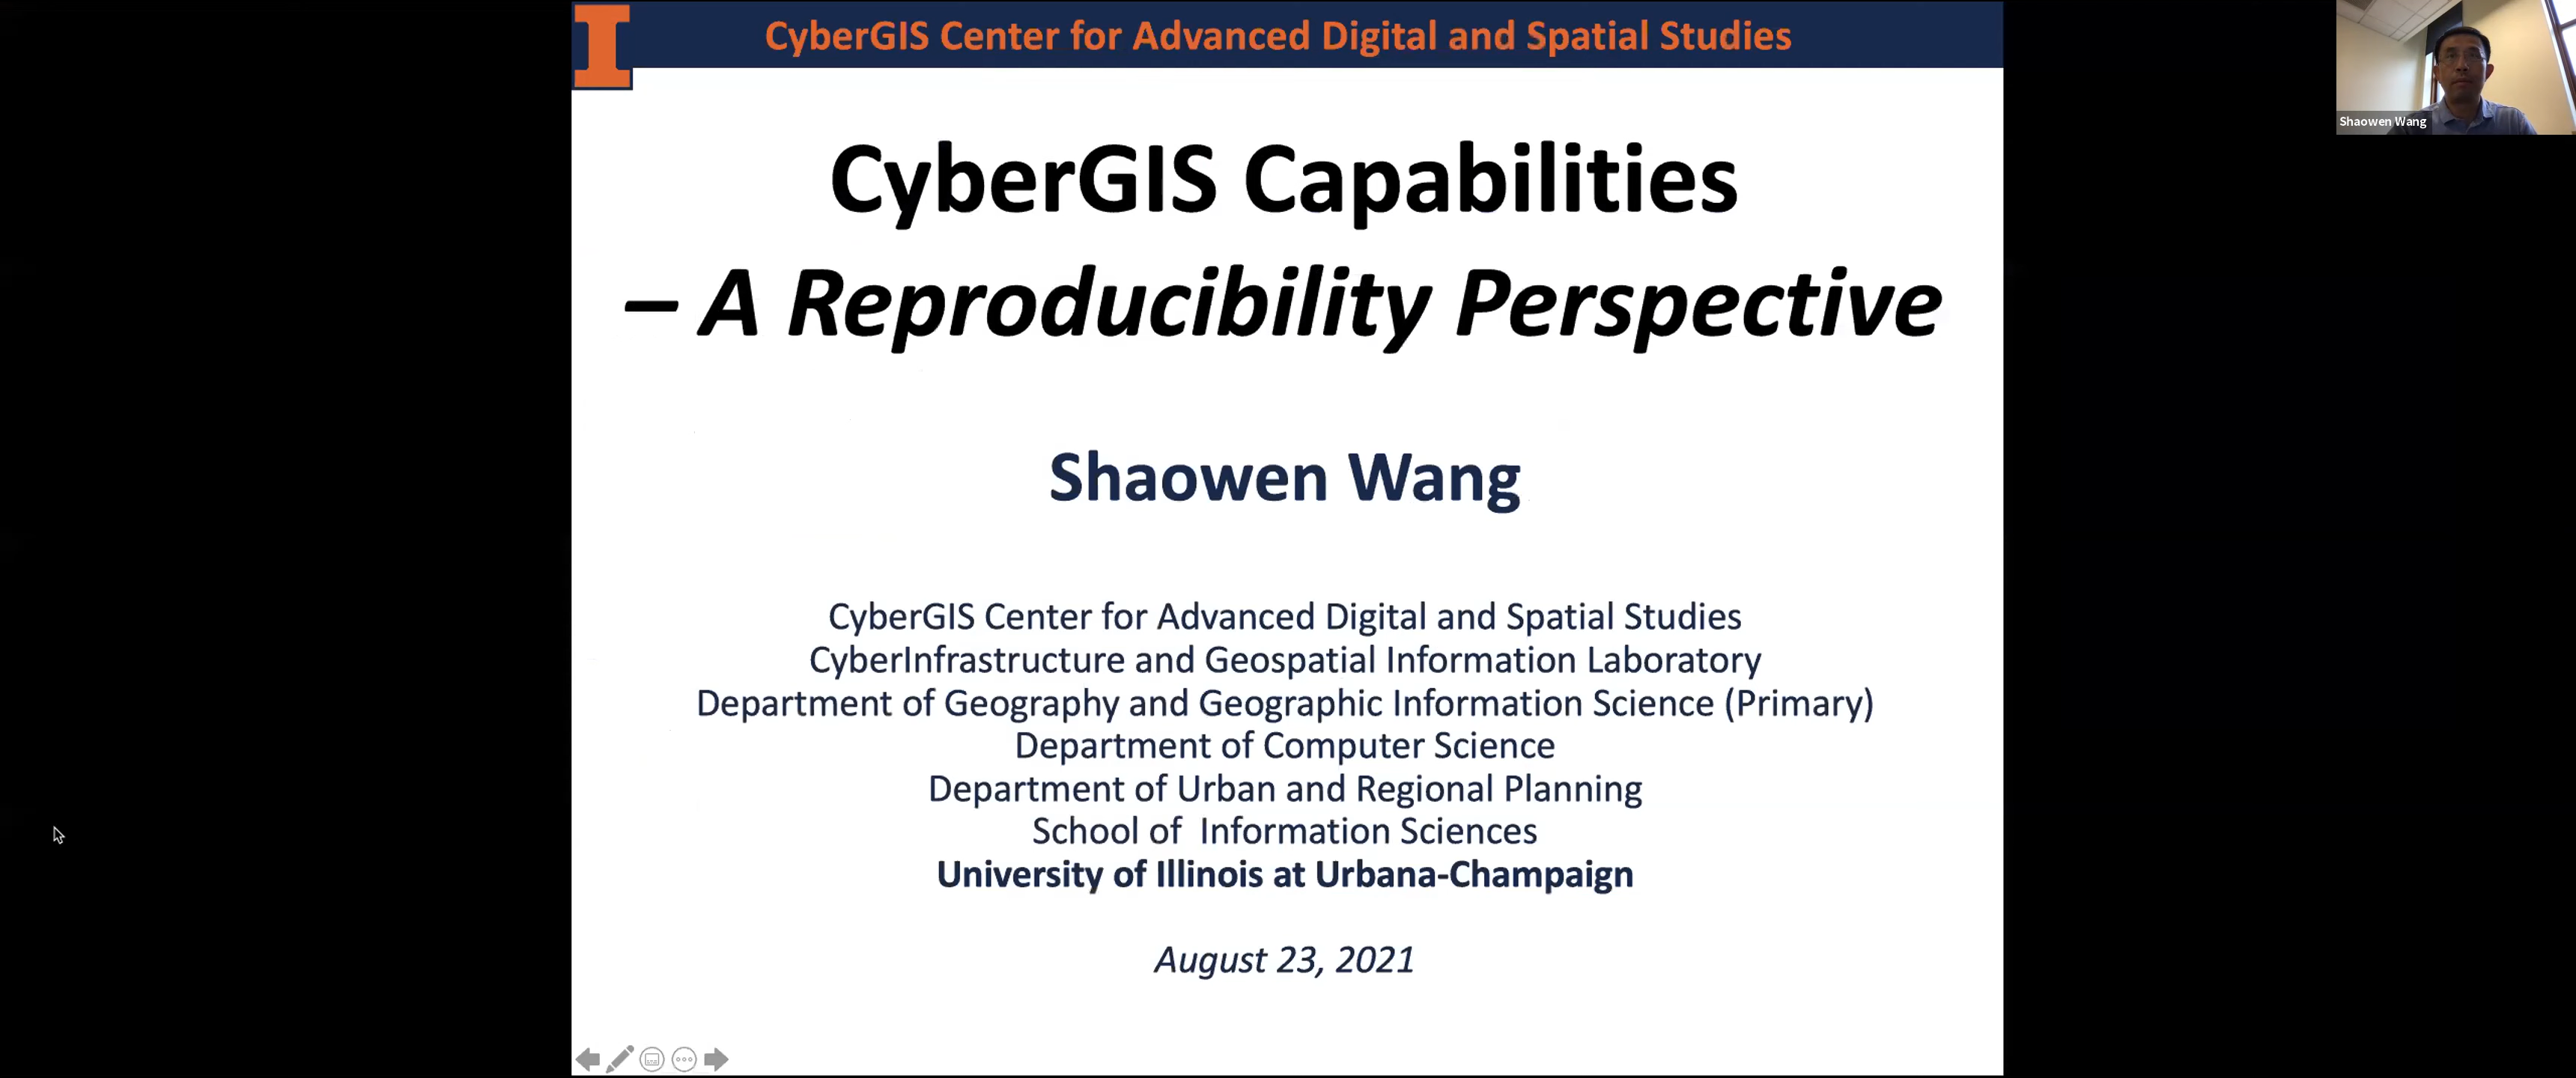 CyberGIS Center for Advanced Digital and Spatial Studies
Shaowen Wang
CyberGIS Capabilities
– A Reproducibility Perspective
Shaowen Wang
CyberGIS Center for Advanced Digital and Spatial Studies
CyberInfrastructure and Geospatial Information Laboratory
Department of Geography and Geographic Information Science (Primary)
Department of Computer Science
Department of Urban and Regional Planning
School of  Information Sciences
University of Illinois at Urbana-Champaign
August 23, 2021